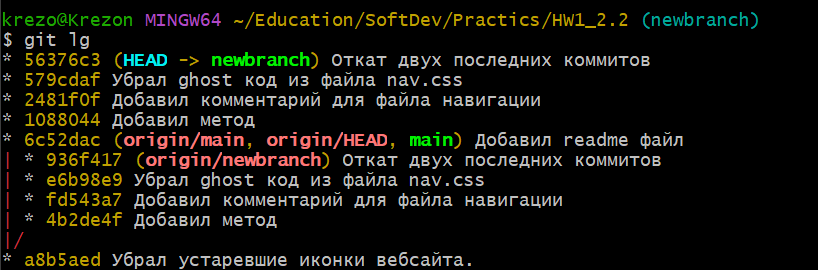 krezo@Krezon MINGW64 ~/Education/SoftDev/Practics/HW1_2.2 (newbranch)
$ git lg
* 56376c3 (HEAD -> newbranch) Откат двух последних коммитов
* 579cdaf Убрал ghost код из файла nav.css
* 2481f0f Добавил комментарий для файла навигации
* 1088044 Добавил метод
* 6c52dac (origin/main, origin/HEAD, main) Добавил readme файл
| * 936f417 (origin/newbranch) Откат двух последних коммитов
| * e6b98e9 Убрал ghost код из файла nav.css
| * fd543a7 Добавил комментарий для файла навигации
| * 4b2de4f Добавил метод
|/
* a8b5aed Убрал устаревшие иконки вебсайта.